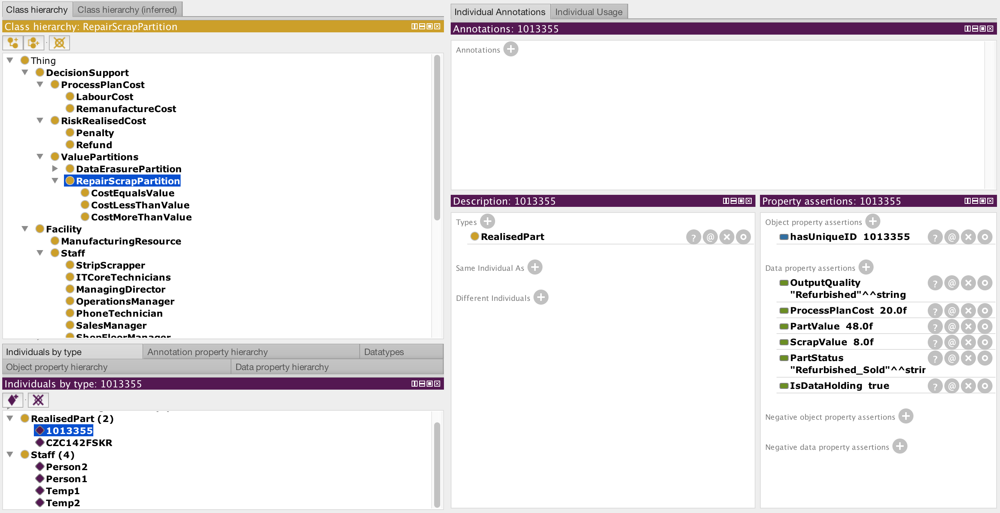 Class hierarchy
Class hierarchy (inferred)
Class hierarchy: RepairScrapPartition
Thing
DecisionSupport
ProcessPlanCost
LabourCost
RemanufactureCost
RiskRealisedCost
Penalty
Refund
ValuePartitions
DataErasurePartition
RepairScrapPartition
CostEqualsValue
CostLessThanValue
CostMoreThanValue
Facility
ManufacturingResource
Staff
StripScrapper
ITCoreTechnicians
ManagingDirector
OperationsManager
PhoneTechnician
SalesManager
ShopFloorManager
Individuals by type
Annotation property hierarchy
Datatypes
Object property hierarchy
Data property hierarchy
Individuals by type: 1013355
RealisedPart (2)
1013355
CZC142FSKR
Staff (4)
Person2
Person1
Temp1
Temp2
Individual Annotations
Individual Usage
Annotations: 1013355
Annotations
Description: 1013355
Types
RealisedPart
Same Individual As
Different Individuals
Property assertions: 1013355
Object property assertions
hasUniqueID 1013355
Data property assertions
OutputQuality
"Refurbished"^^string
ProcessPlanCost 20.0f
PartValue 48.0f
ScrapValue 8.0f
PartStatus
"Refurbished_Sold"^^strin
IsDataHolding true
Negative object property assertions
Negative data property assertions